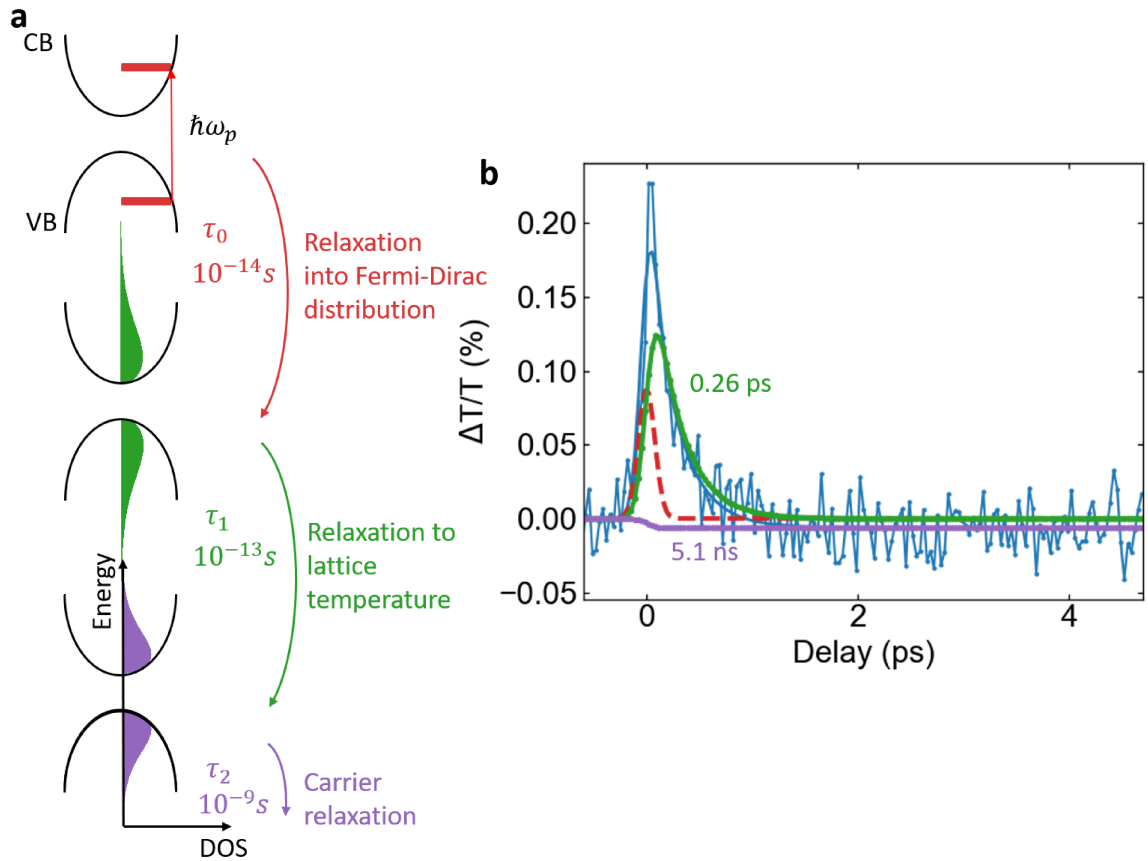 a
CB
ħω_p
VB
τ_0
10^{-14}s
Relaxation
into Fermi-Dirac
distribution
τ_1
10^{-13}s
Relaxation to
lattice
temperature
Energy
τ_2
10^{-9}s
Carrier
relaxation
DOS
b
ΔT/T (%)
0.20
0.15
0.10
0.05
0.00
−0.05
0.26 ps
5.1 ns
0 2 4
Delay (ps)